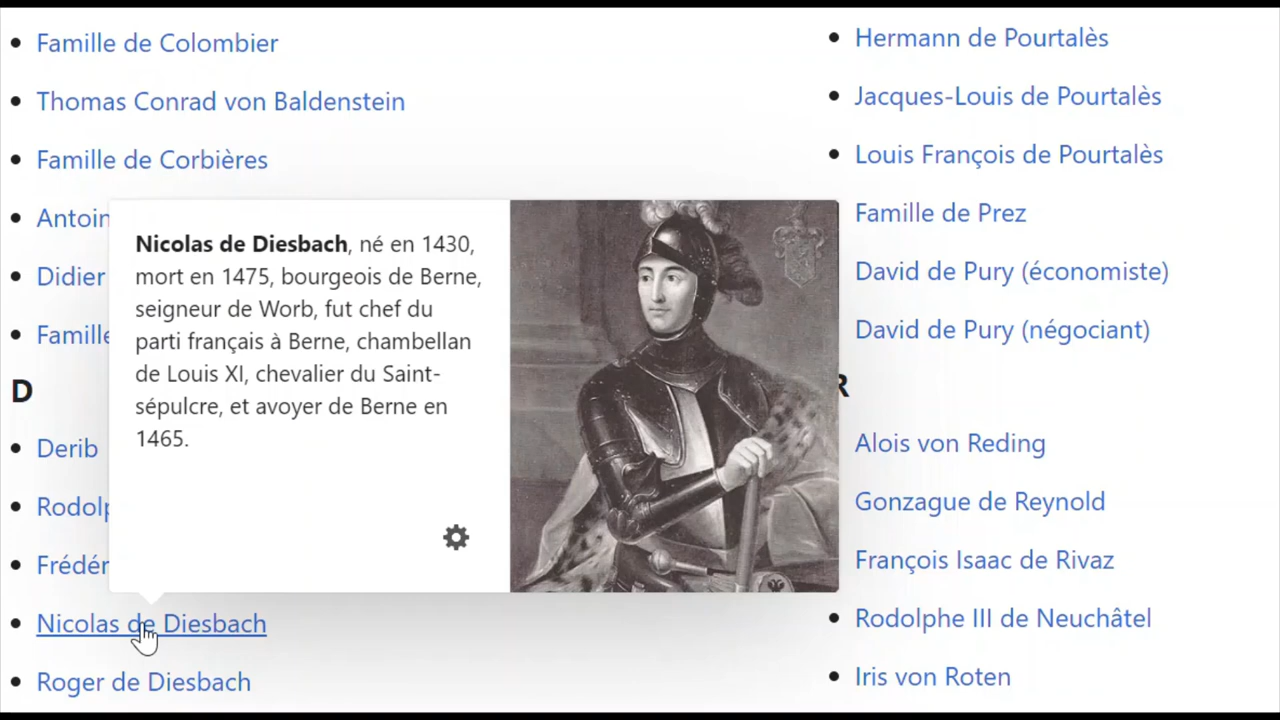 Famille de Colombier
Thomas Conrad von Baldenstein
Famille de Corbières
Antoin
Didier
Famille
D
Derib
Rodolp
Frédér
Nicolas de Diesbach
Roger de Diesbach
Nicolas de Diesbach, né en 1430,
mort en 1475, bourgeois de Berne,
seigneur de Worb, fut chef du
parti français à Berne, chambellan
de Louis XI, chevalier du Saint-
sépulcre, et avoyer de Berne en
1465.
Hermann de Pourtalès
Jacques-Louis de Pourtalès
Louis François de Pourtalès
Famille de Prez
David de Pury (économiste)
David de Pury (négociant)
R
Alois von Reding
Gonzague de Reynold
François Isaac de Rivaz
Rodolphe III de Neuchâtel
Iris von Roten